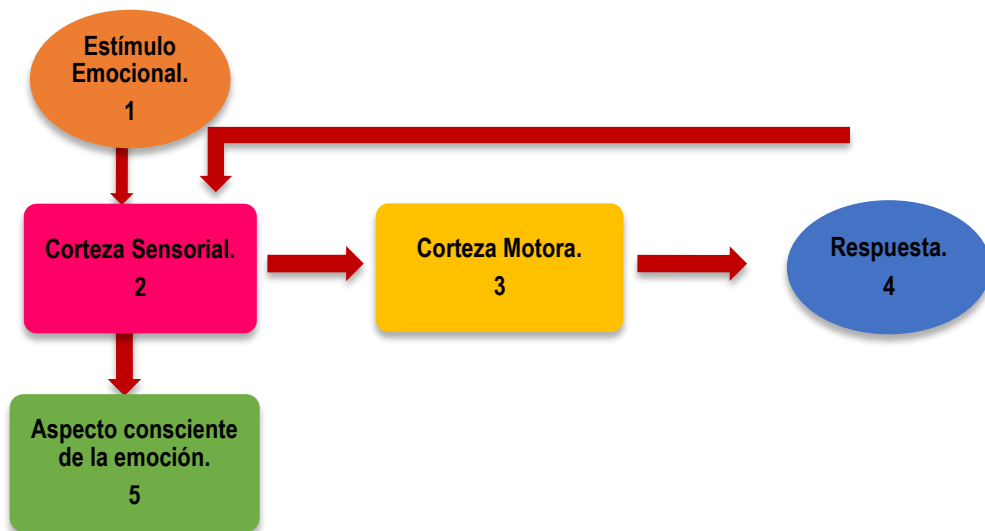 Estímulo
Emocional.
1
Corteza Sensorial.
2
Corteza Motora.
3
Respuesta.
4
Aspecto consciente
de la emoción.
5